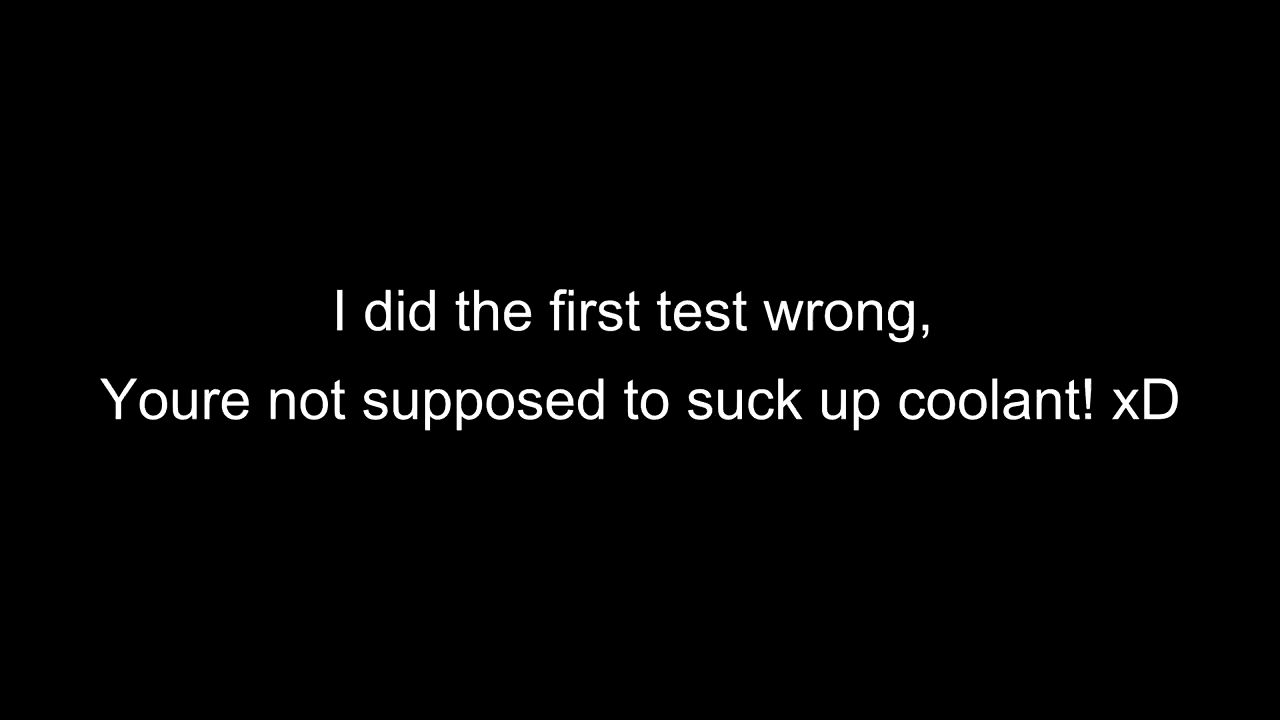 I did the first test wrong,
Youre not supposed to suck up coolant! xD